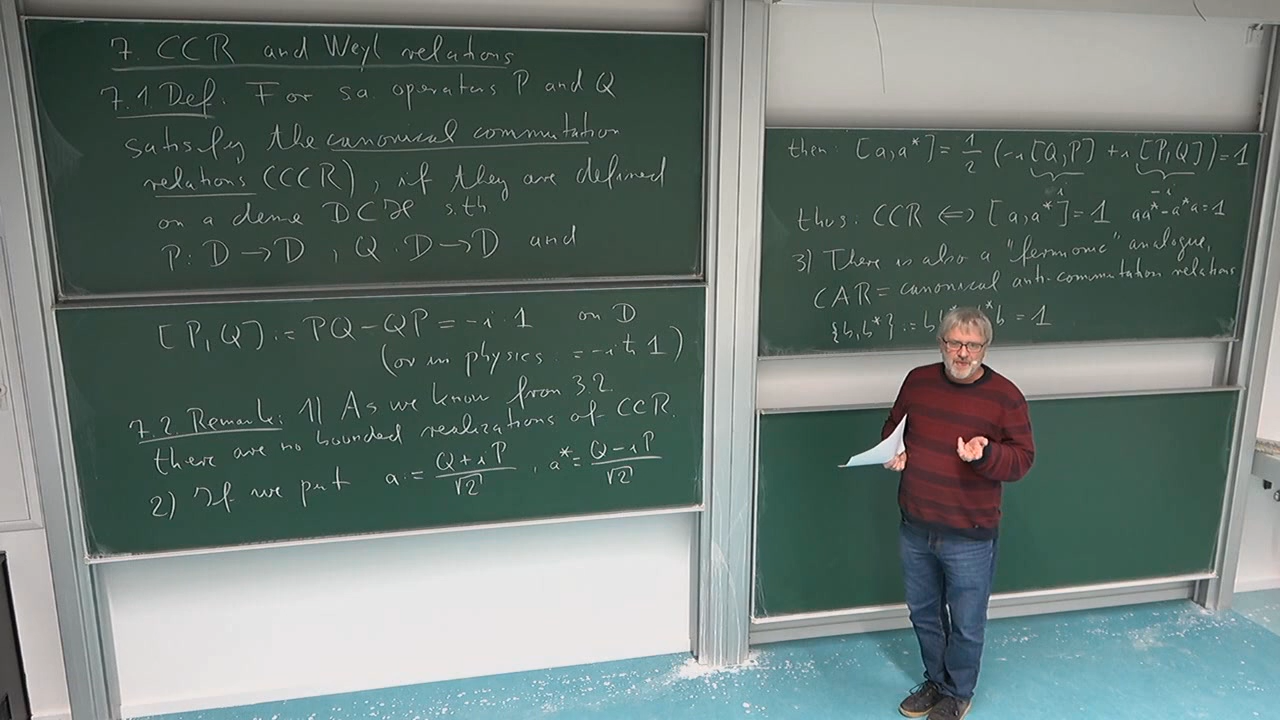 7. CCR and Weyl relations
7.1. Def. For s.a. operators P and Q
satisfy the canonical commutation
relations (CCR), if they are defined
on a dense D⊂ℋ s.th.
P: D → D , Q: D → D and
[P,Q] := PQ-QP = -i·1 on D
(or in physics: = -iħ1)
7.2. Remarks: 1) As we know from 3.2.
there are no bounded realizations of CCR.
2) If we put a := (Q+iP)/√2 , a* = (Q-iP)/√2
then: [a,a*] = 1/2 (-i[Q,P] + i[P,Q]) = 1
i -i
thus: CCR ⇔ [a,a*] = 1 aa*-a*a=1
3) There is also a "fermionic" analogue,
CAR = canonical anti-commutation relations
{b,b*} := b b = 1